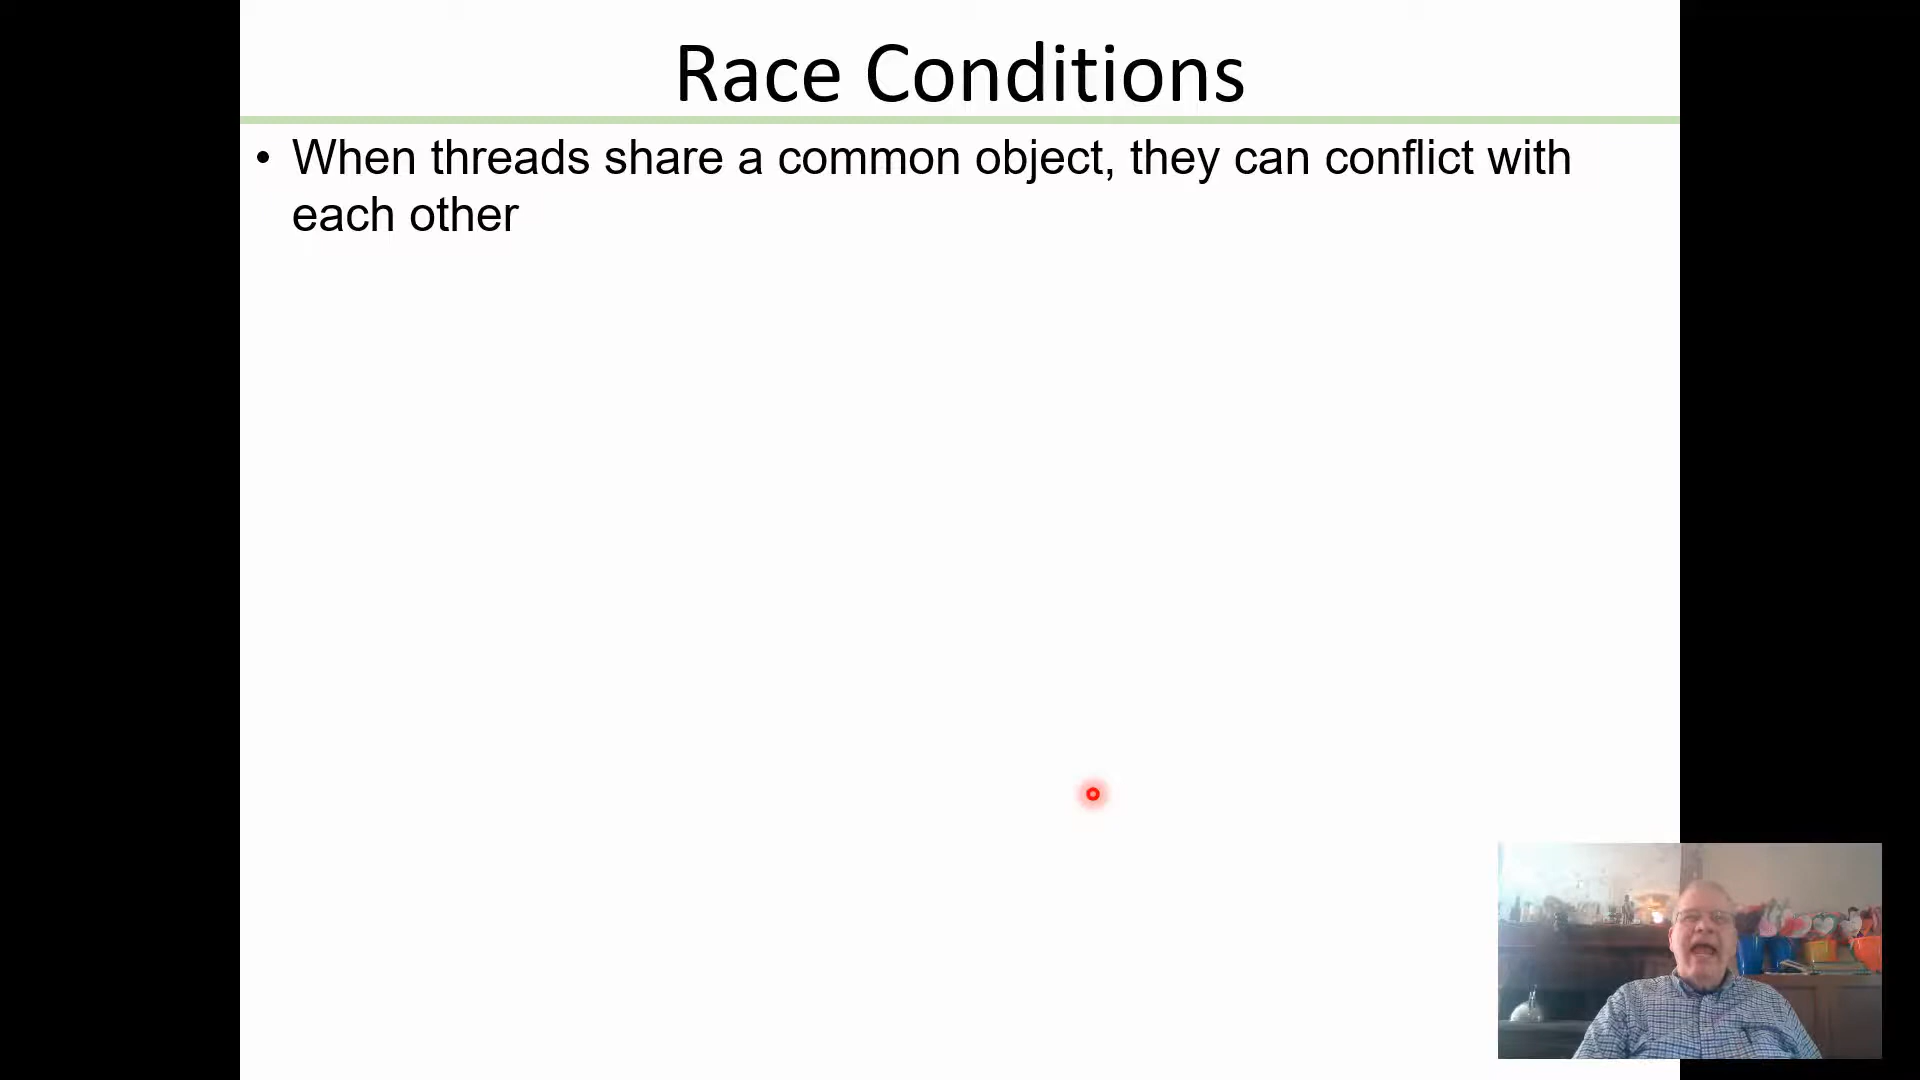 Race Conditions
• When threads share a common object, they can conflict with
each other